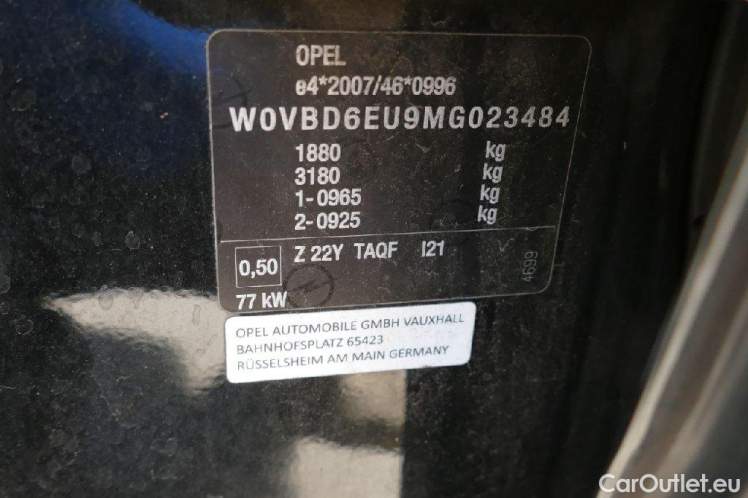 OPEL
e4*2007/46*0996
W0VBD6EU9MG023484
1880 kg
3180 kg
1-0965 kg
2-0925 kg
0,50 Z 22Y TAQF I21
4699
77 kW
OPEL AUTOMOBILE GMBH VAUXHALL
BAHNHOFSPLATZ 65423
RÜSSELSHEIM AM MAIN GERMANY
CarOutlet.eu